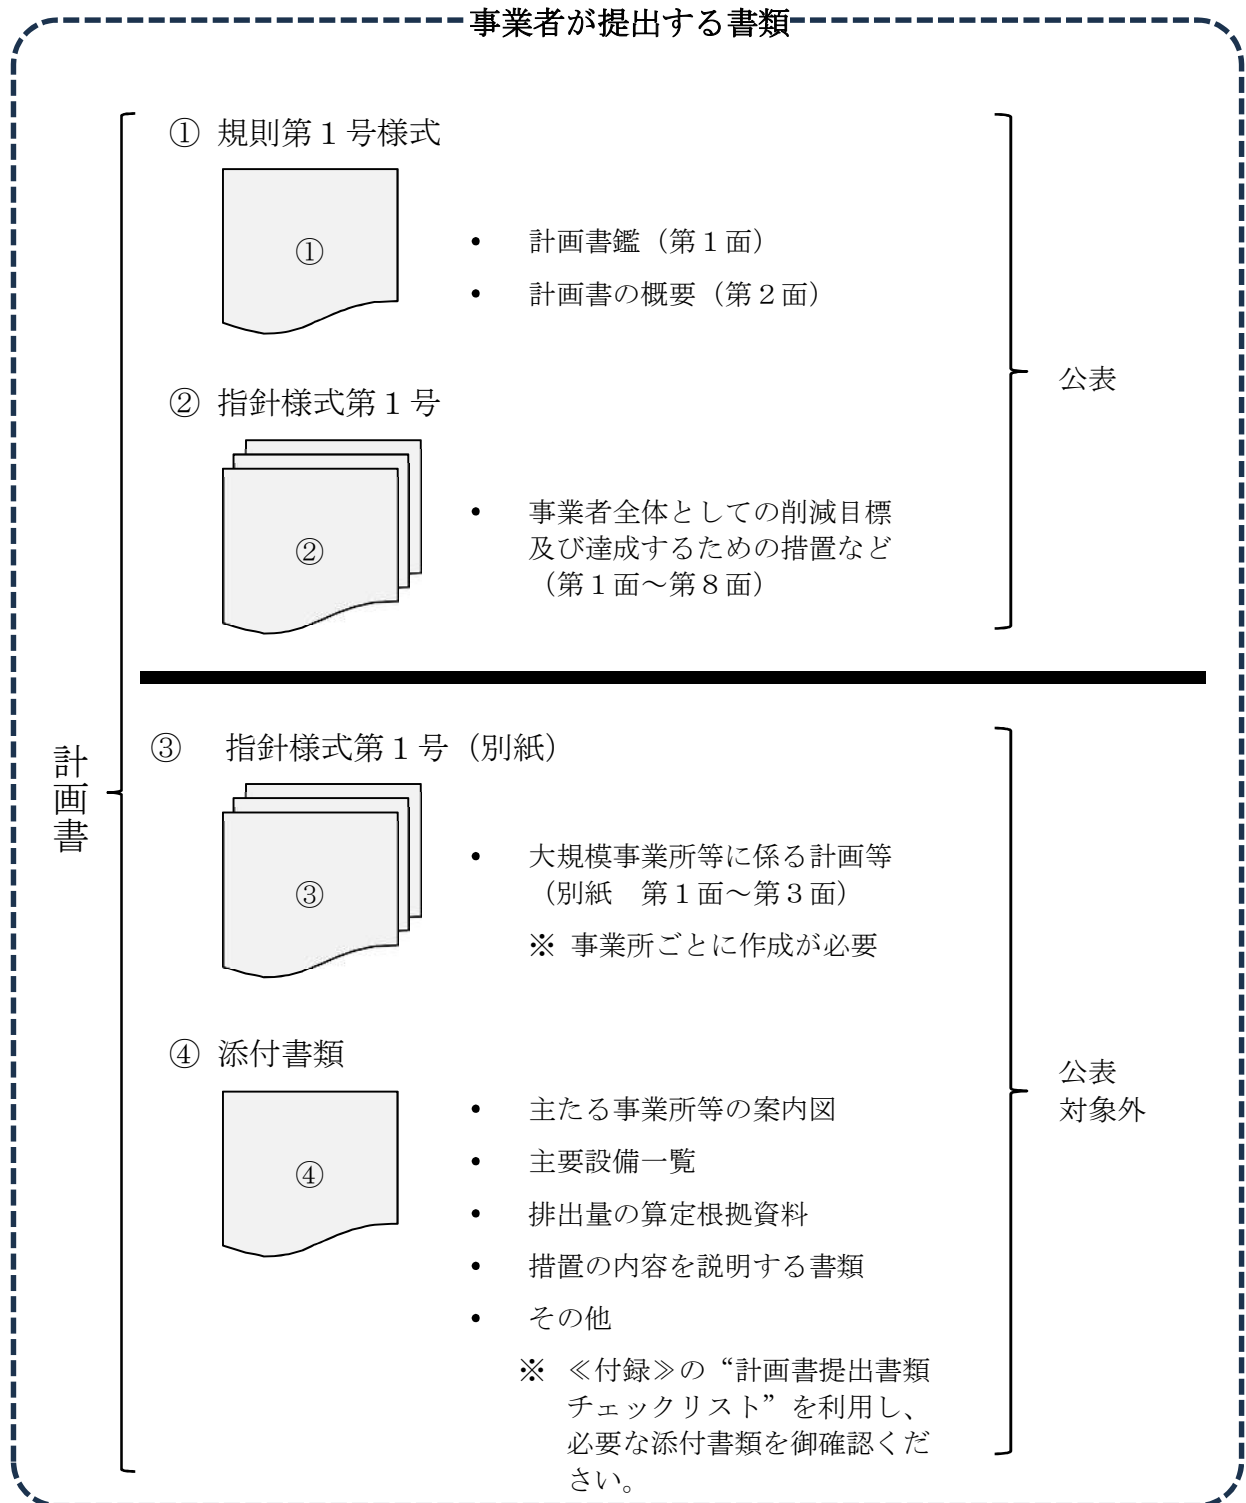 事業者が提出する書類
計画書
① 規則第１号様式
①
• 計画書鑑（第１面）
• 計画書の概要（第２面）
② 指針様式第１号
②
• 事業者全体としての削減目標
及び達成するための措置など
（第１面～第８面）
公表
③ 指針様式第１号（別紙）
③
• 大規模事業所等に係る計画等
（別紙　第１面～第３面）
※ 事業所ごとに作成が必要
④ 添付書類
④
• 主たる事業所等の案内図
• 主要設備一覧
• 排出量の算定根拠資料
• 措置の内容を説明する書類
• その他
※ ≪付録≫の“計画書提出書類
チェックリスト”を利用し、
必要な添付書類を御確認くだ
さい。
公表
対象外